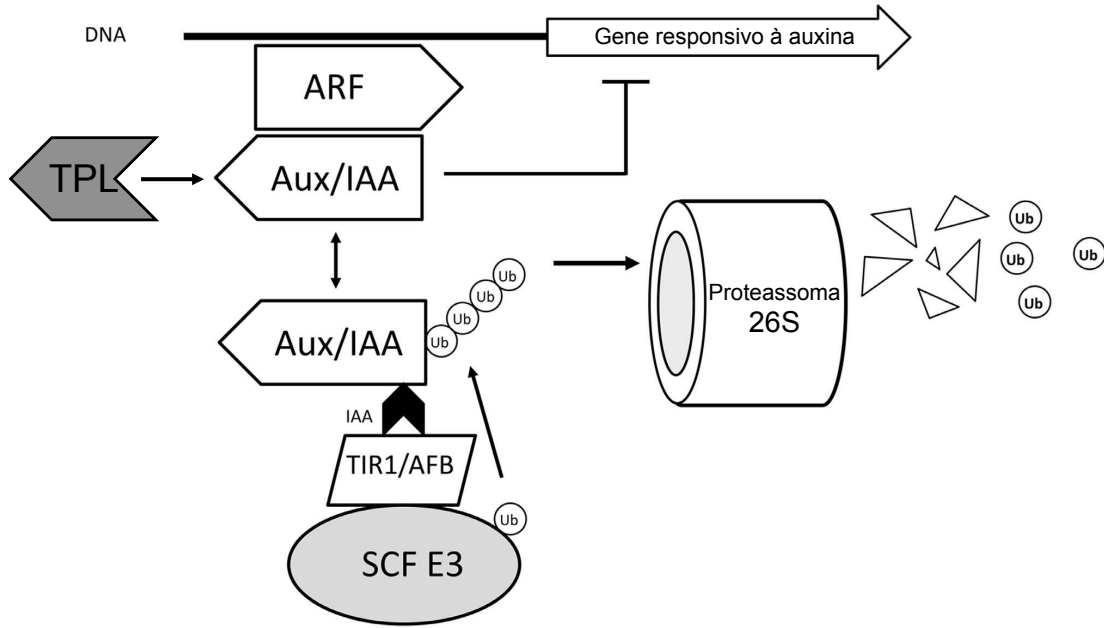 DNA
Gene responsivo à auxina
ARF
TPL
Aux/IAA
Ub
Ub
Ub
Ub
Ub
Ub
Ub
Ub
Proteassoma
26S
Aux/IAA
IAA
TIR1/AFB
Ub
SCF E3